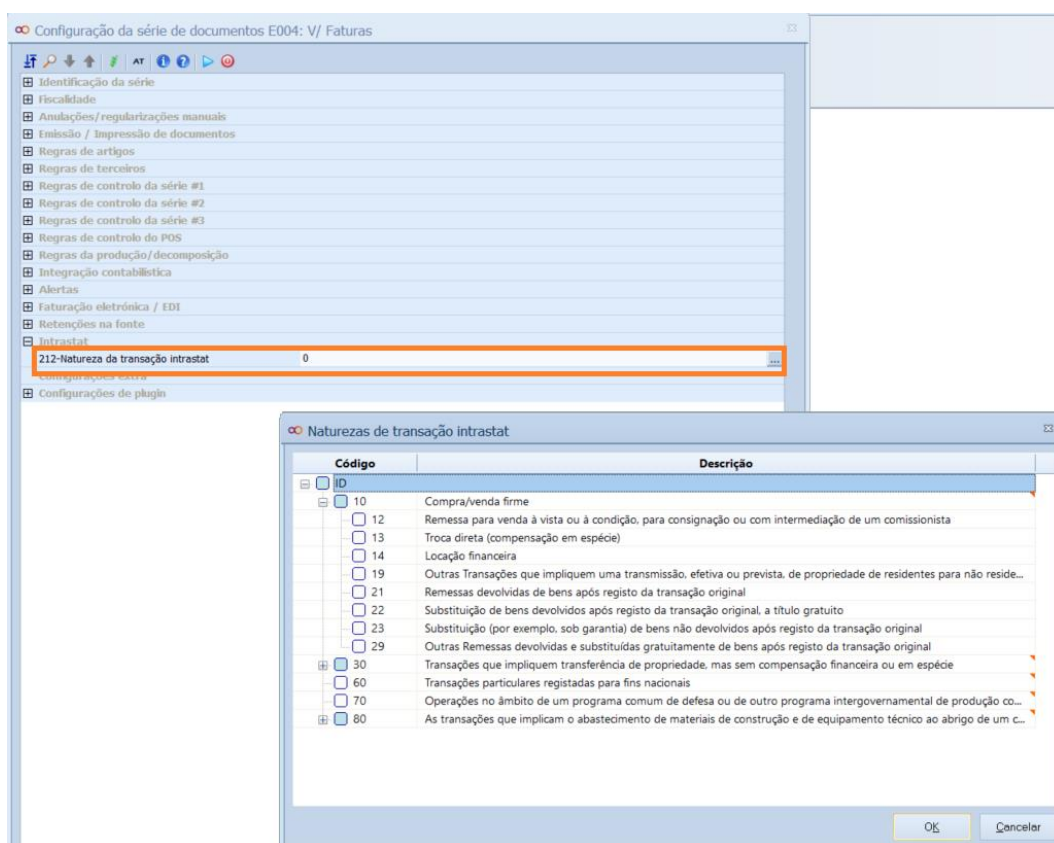 Configuração da série de documentos E004: V/ Faturas
AT
Identificação da série
Fiscalidade
Anulações/regularizações manuais
Emissão / Impressão de documentos
Regras de artigos
Regras de terceiros
Regras de controlo da série #1
Regras de controlo da série #2
Regras de controlo da série #3
Regras de controlo do POS
Regras da produção/decomposição
Integração contabilística
Alertas
Faturação eletrónica / EDI
Retenções na fonte
Intrastat
212-Natureza da transação intrastat 0 ...
Configurações extra
Configurações de plugin
Naturezas de transação intrastat
Código Descrição
ID
10 Compra/venda firme
12 Remessa para venda à vista ou à condição, para consignação ou com intermediação de um comissionista
13 Troca direta (compensação em espécie)
14 Locação financeira
19 Outras Transações que impliquem uma transmissão, efetiva ou prevista, de propriedade de residentes para não reside...
21 Remessas devolvidas de bens após registo da transação original
22 Substituição de bens devolvidos após registo da transação original, a título gratuito
23 Substituição (por exemplo, sob garantia) de bens não devolvidos após registo da transação original
29 Outras Remessas devolvidas e substituídas gratuitamente de bens após registo da transação original
30 Transações que impliquem transferência de propriedade, mas sem compensação financeira ou em espécie
60 Transações particulares registadas para fins nacionais
70 Operações no âmbito de um programa comum de defesa ou de outro programa intergovernamental de produção co...
80 As transações que implicam o abastecimento de materiais de construção e de equipamento técnico ao abrigo de um c...
OK Cancelar